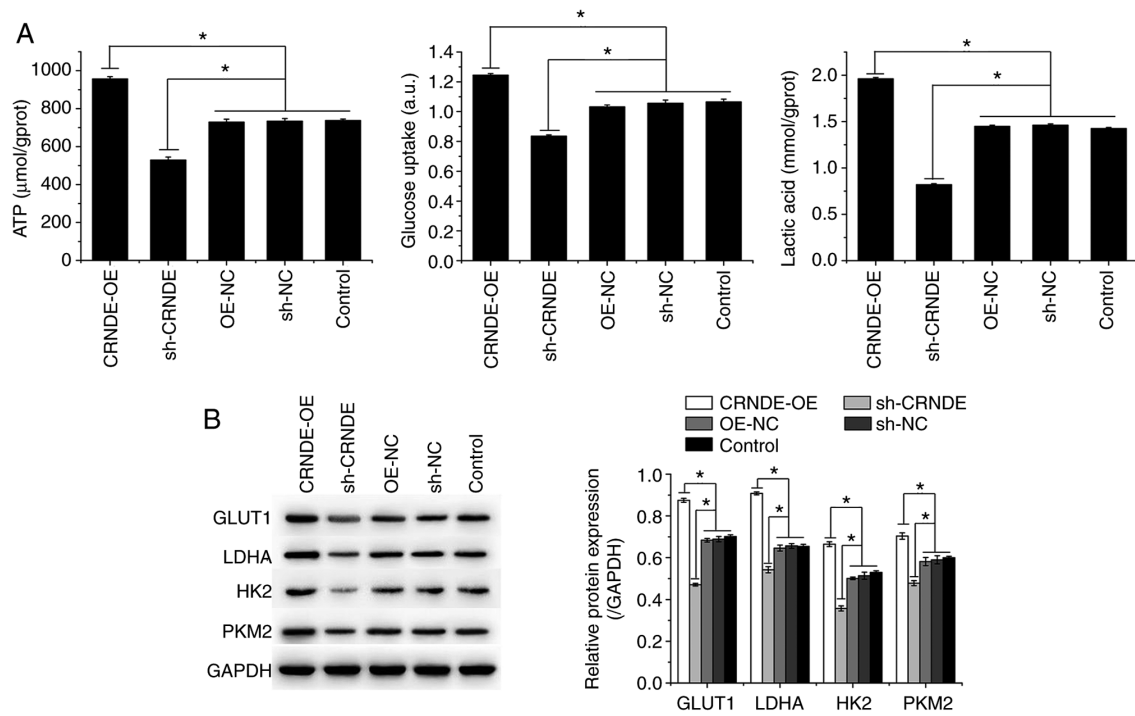 A
*
*
ATP (μmol/gprot)
1000
800
600
400
200
0
CRNDE-OE
sh-CRNDE
OE-NC
sh-NC
Control
*
*
Glucose uptake (a.u.)
1.4
1.2
1.0
0.8
0.6
0.4
0.2
0.0
CRNDE-OE
sh-CRNDE
OE-NC
sh-NC
Control
*
*
Lactic acid (mmol/gprot)
2.0
1.5
1.0
0.5
0.0
CRNDE-OE
sh-CRNDE
OE-NC
sh-NC
Control
B
CRNDE-OE
sh-CRNDE
OE-NC
sh-NC
Control
GLUT1
LDHA
HK2
PKM2
GAPDH
CRNDE-OE
sh-CRNDE
OE-NC
sh-NC
Control
Relative protein expression
(/GAPDH)
1.0
0.8
0.6
0.4
0.2
0.0
*
*
*
*
*
*
*
*
GLUT1
LDHA
HK2
PKM2